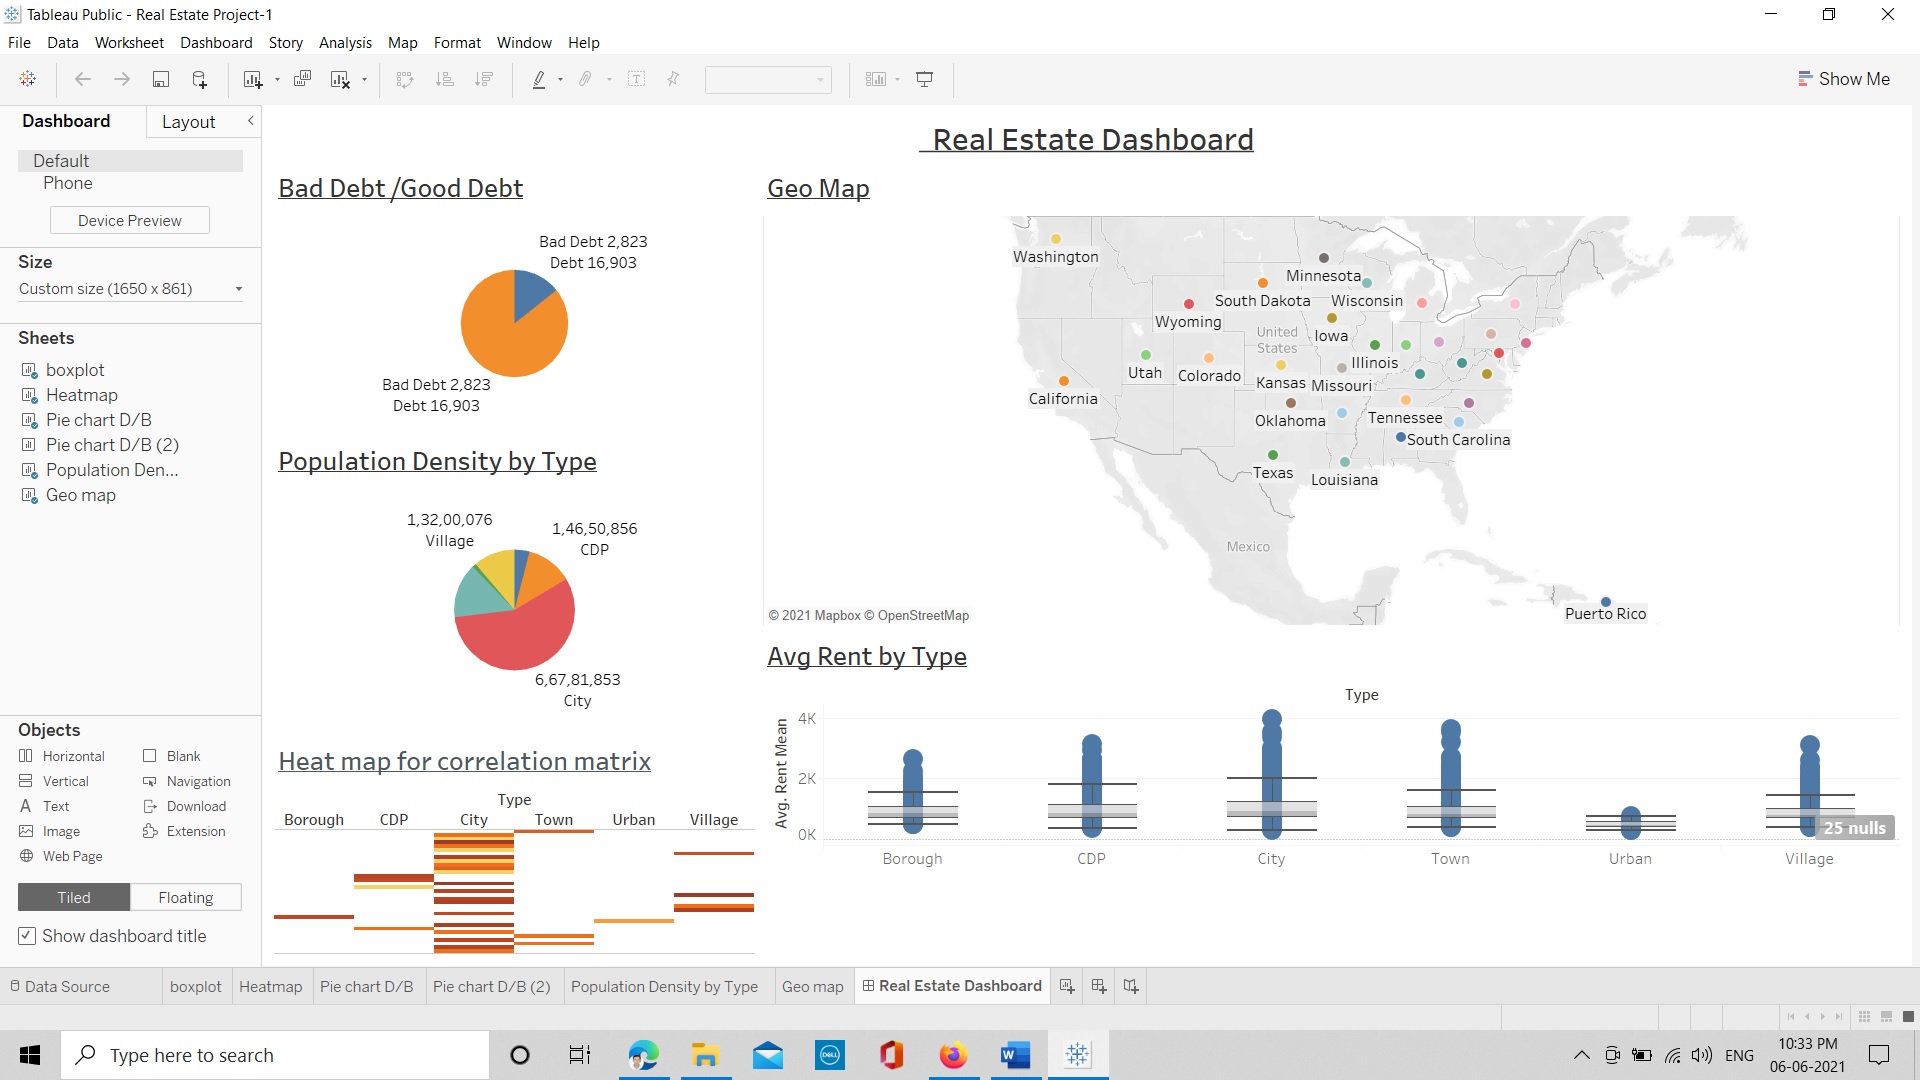 Tableau Public - Real Estate Project-1
File Data Worksheet Dashboard Story Analysis Map Format Window Help
Show Me
Dashboard Layout
Default
Phone
Device Preview
Size
Custom size (1650 x 861)
Sheets
boxplot
Heatmap
Pie chart D/B
Pie chart D/B (2)
Population Den...
Geo map
Objects
Horizontal Blank
Vertical Navigation
Text Download
Image Extension
Web Page
Tiled Floating
Show dashboard title
Real Estate Dashboard
Bad Debt /Good Debt
Bad Debt 2,823
Debt 16,903
Bad Debt 2,823
Debt 16,903
Population Density by Type
1,32,00,076
Village
1,46,50,856
CDP
6,67,81,853
City
Heat map for correlation matrix
Type
Borough CDP City Town Urban Village
Geo Map
Washington
Minnesota
South Dakota Wisconsin
Wyoming
United
States
Iowa
Utah Colorado Kansas Missouri Illinois
California
Oklahoma Tennessee
South Carolina
Texas Louisiana
Mexico
Puerto Rico
© 2021 Mapbox © OpenStreetMap
Avg Rent by Type
Type
Avg. Rent Mean
4K
2K
0K
25 nulls
Borough CDP City Town Urban Village
Data Source boxplot Heatmap Pie chart D/B Pie chart D/B (2) Population Density by Type Geo map Real Estate Dashboard
Type here to search
DELL
W
ENG
10:33 PM
06-06-2021